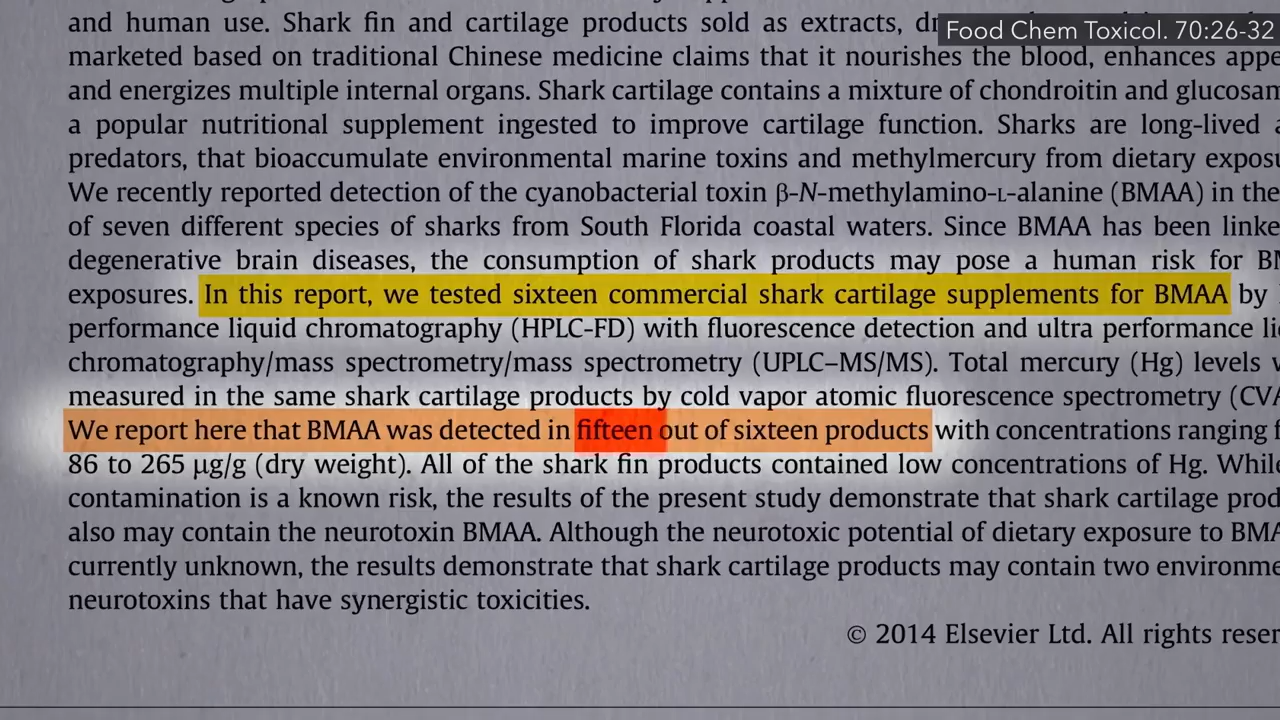 and human use. Shark fin and cartilage products sold as extracts,
Food Chem Toxicol. 70:26-32
marketed based on traditional Chinese medicine claims that it nourishes the blood, enhances
and energizes multiple internal organs. Shark cartilage contains a mixture of chondroitin and
a popular nutritional supplement ingested to improve cartilage function. Sharks are long-lived
predators, that bioaccumulate environmental marine toxins and methylmercury from dietary
We recently reported detection of the cyanobacterial toxin β-N-methylamino-L-alanine (BMAA) in the
of seven different species of sharks from South Florida coastal waters. Since BMAA has been
degenerative brain diseases, the consumption of shark products may pose a human risk for
exposures. In this report, we tested sixteen commercial shark cartilage supplements for BMAA by
performance liquid chromatography (HPLC-FD) with fluorescence detection and ultra performance
chromatography/mass spectrometry/mass spectrometry (UPLC–MS/MS). Total mercury (Hg) levels
measured in the same shark cartilage products by cold vapor atomic fluorescence spectrometry
We report here that BMAA was detected in fifteen out of sixteen products with concentrations ranging
86 to 265 μg/g (dry weight). All of the shark fin products contained low concentrations of Hg. While
contamination is a known risk, the results of the present study demonstrate that shark cartilage
also may contain the neurotoxin BMAA. Although the neurotoxic potential of dietary exposure to
currently unknown, the results demonstrate that shark cartilage products may contain two
neurotoxins that have synergistic toxicities.
© 2014 Elsevier Ltd. All rights